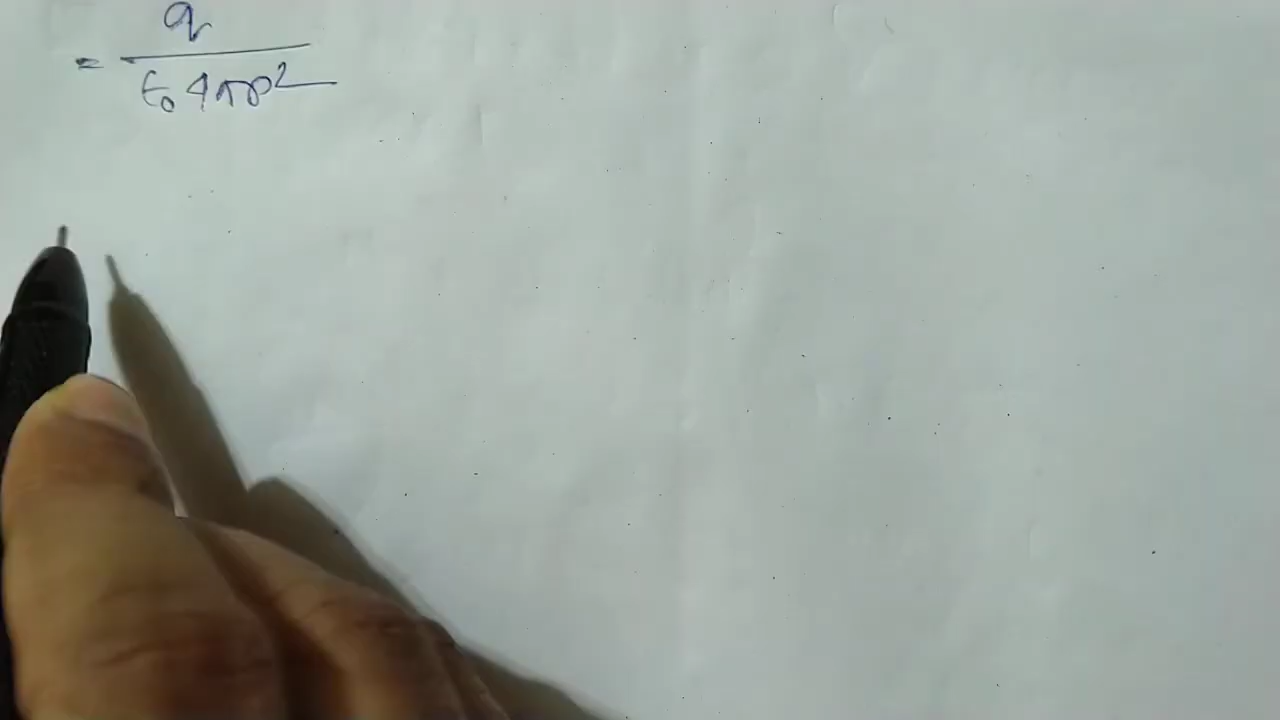 = q / ε₀ 4πr²